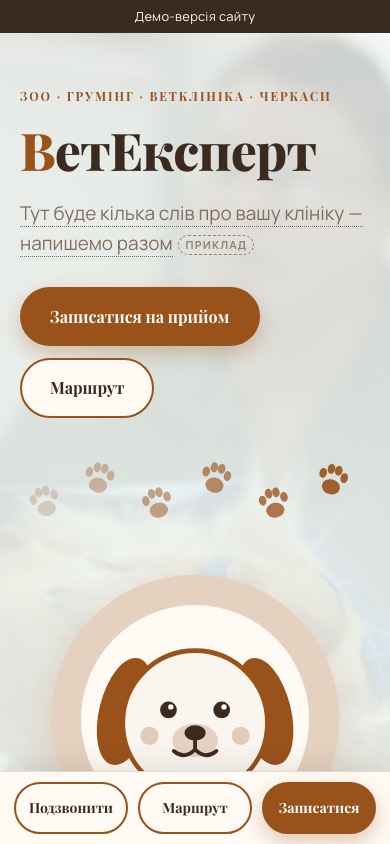 Демо-версія сайту
ЗОО · ГРУМІНГ · ВЕТКЛІНІКА · ЧЕРКАСИ
ВетЕксперт
Тут буде кілька слів про вашу клініку —
напишемо разом ПРИКЛАД
Записатися на прийом
Маршрут
Подзвонити Маршрут Записатися